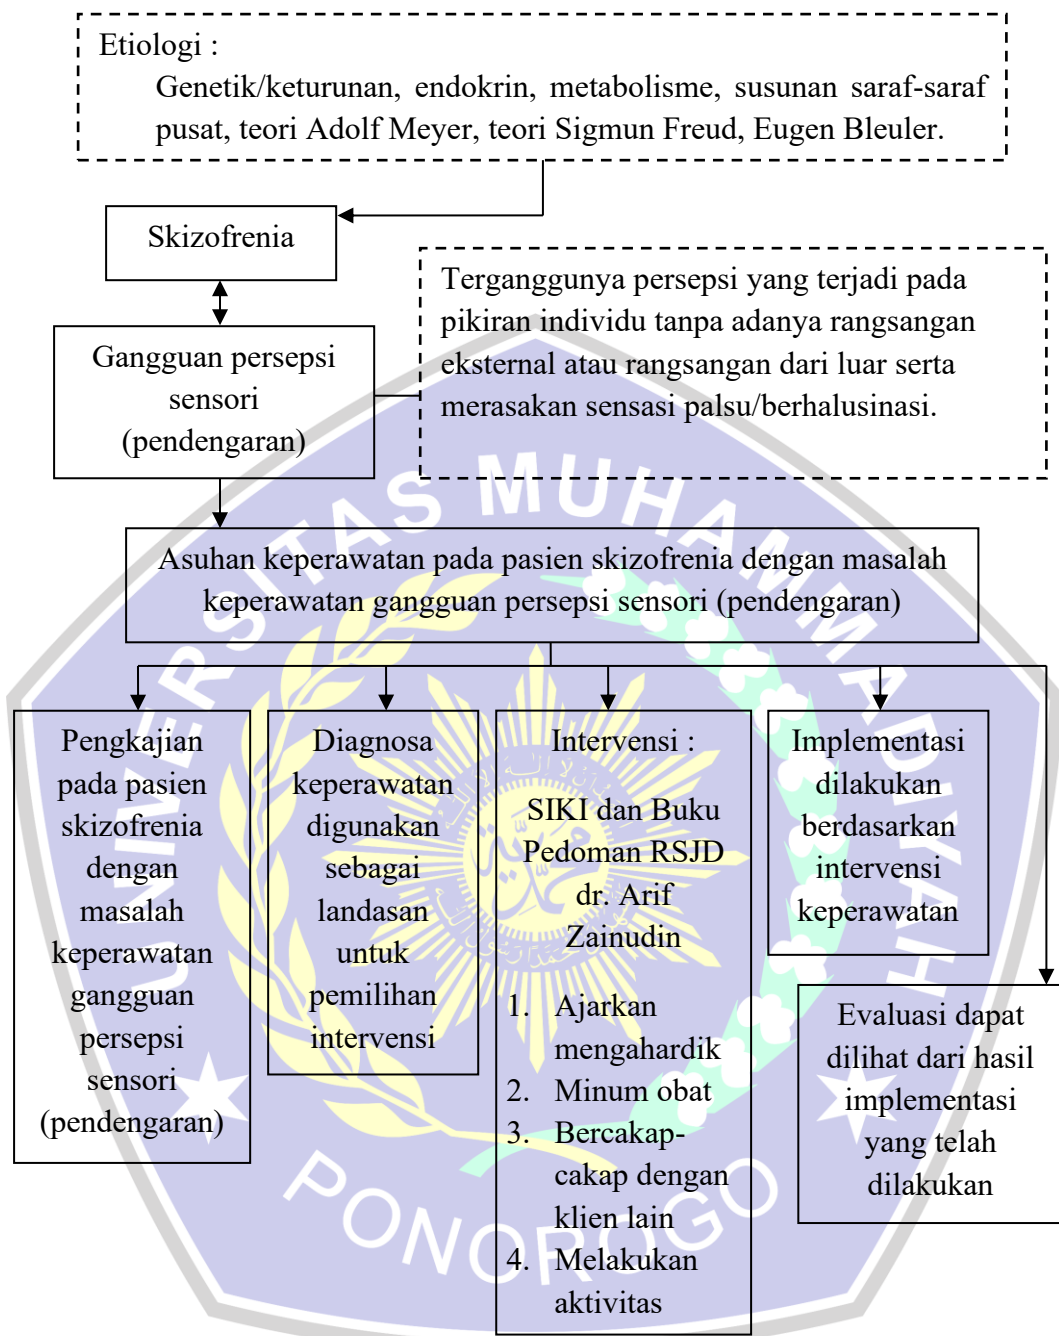 Etiologi :
Genetik/keturunan, endokrin, metabolisme, susunan saraf-saraf
pusat, teori Adolf Meyer, teori Sigmun Freud, Eugen Bleuler.
Skizofrenia
Terganggunya persepsi yang terjadi pada
pikiran individu tanpa adanya rangsangan
eksternal atau rangsangan dari luar serta
merasakan sensasi palsu/berhalusinasi.
Gangguan persepsi
sensori
(pendengaran)
Asuhan keperawatan pada pasien skizofrenia dengan masalah
keperawatan gangguan persepsi sensori (pendengaran)
Pengkajian
pada pasien
skizofrenia
dengan
masalah
keperawatan
gangguan
persepsi
sensori
(pendengaran)
Diagnosa
keperawatan
digunakan
sebagai
landasan
untuk
pemilihan
intervensi
Intervensi :
SIKI dan Buku
Pedoman RSJD
dr. Arif
Zainudin
1. Ajarkan
mengahardik
2. Minum obat
3. Bercakap-
cakap dengan
klien lain
4. Melakukan
aktivitas
Implementasi
dilakukan
berdasarkan
intervensi
keperawatan
Evaluasi dapat
dilihat dari hasil
implementasi
yang telah
dilakukan
UNIVERSITAS MUHAMMADIYAH
PONOROGO